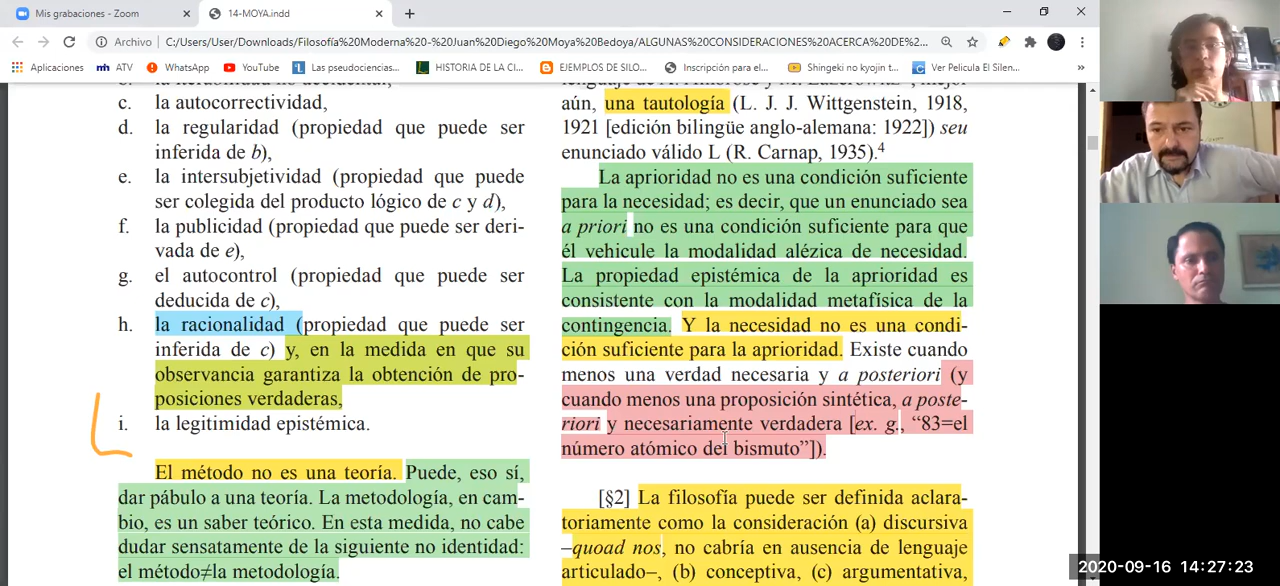 Mis grabaciones - Zoom
14-MOYA.indd
Archivo
C:/Users/User/Downloads/Filosofía%20Moderna%20-%20Juan%20Diego%20Moya%20Bedoya/ALGUNAS%20CONSIDERACIONES%20ACERCA%20DE%...
Aplicaciones
mh ATV
WhatsApp
YouTube
Las pseudociencias...
HISTORIA DE LA CI...
EJEMPLOS DE SILO...
Inscripción para el...
Shingeki no kyojin t...
Ver Pelicula El Silen...
»
c. la autocorrectividad,
d. la regularidad (propiedad que puede ser
inferida de b),
e. la intersubjetividad (propiedad que puede
ser colegida del producto lógico de c y d),
f. la publicidad (propiedad que puede ser deri-
vada de e),
g. el autocontrol (propiedad que puede ser
deducida de c),
h. la racionalidad (propiedad que puede ser
inferida de c) y, en la medida en que su
observancia garantiza la obtención de pro-
posiciones verdaderas,
i. la legitimidad epistémica.
El método no es una teoría. Puede, eso sí,
dar pábulo a una teoría. La metodología, en cam-
bio, es un saber teórico. En esta medida, no cabe
dudar sensatamente de la siguiente no identidad:
el método≠la metodología.
aún, una tautología (L. J. J. Wittgenstein, 1918,
1921 [edición bilingüe anglo-alemana: 1922]) seu
enunciado válido L (R. Carnap, 1935).4
La aprioridad no es una condición suficiente
para la necesidad; es decir, que un enunciado sea
a priori no es una condición suficiente para que
él vehicule la modalidad alézica de necesidad.
La propiedad epistémica de la aprioridad es
consistente con la modalidad metafísica de la
contingencia. Y la necesidad no es una condi-
ción suficiente para la aprioridad. Existe cuando
menos una verdad necesaria y a posteriori (y
cuando menos una proposición sintética, a poste-
riori y necesariamente verdadera [ex. g., “83=el
número atómico del bismuto”]).
[§2] La filosofía puede ser definida aclara-
toriamente como la consideración (a) discursiva
–quoad nos, no cabría en ausencia de lenguaje
articulado–, (b) conceptiva, (c) argumentativa,
2020-09-16 14:27:23